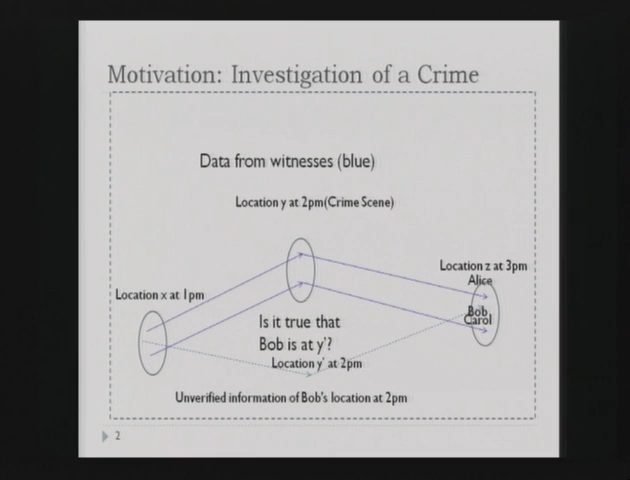 Motivation: Investigation of a Crime
Data from witnesses (blue)
Location y at 2pm(Crime Scene)
Location z at 3pm
Alice
Location x at 1pm
Bob
Carol
Is it true that
Bob is at y'?
Location y' at 2pm
Unverified information of Bob's location at 2pm
2